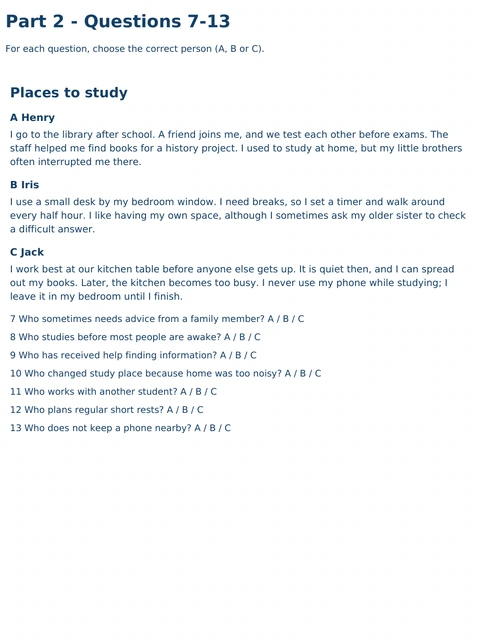 Part 2 - Questions 7-13
For each question, choose the correct person (A, B or C).
Places to study
A Henry
I go to the library after school. A friend joins me, and we test each other before exams. The
staff helped me find books for a history project. I used to study at home, but my little brothers
often interrupted me there.
B Iris
I use a small desk by my bedroom window. I need breaks, so I set a timer and walk around
every half hour. I like having my own space, although I sometimes ask my older sister to check
a difficult answer.
C Jack
I work best at our kitchen table before anyone else gets up. It is quiet then, and I can spread
out my books. Later, the kitchen becomes too busy. I never use my phone while studying; I
leave it in my bedroom until I finish.
7 Who sometimes needs advice from a family member? A / B / C
8 Who studies before most people are awake? A / B / C
9 Who has received help finding information? A / B / C
10 Who changed study place because home was too noisy? A / B / C
11 Who works with another student? A / B / C
12 Who plans regular short rests? A / B / C
13 Who does not keep a phone nearby? A / B / C